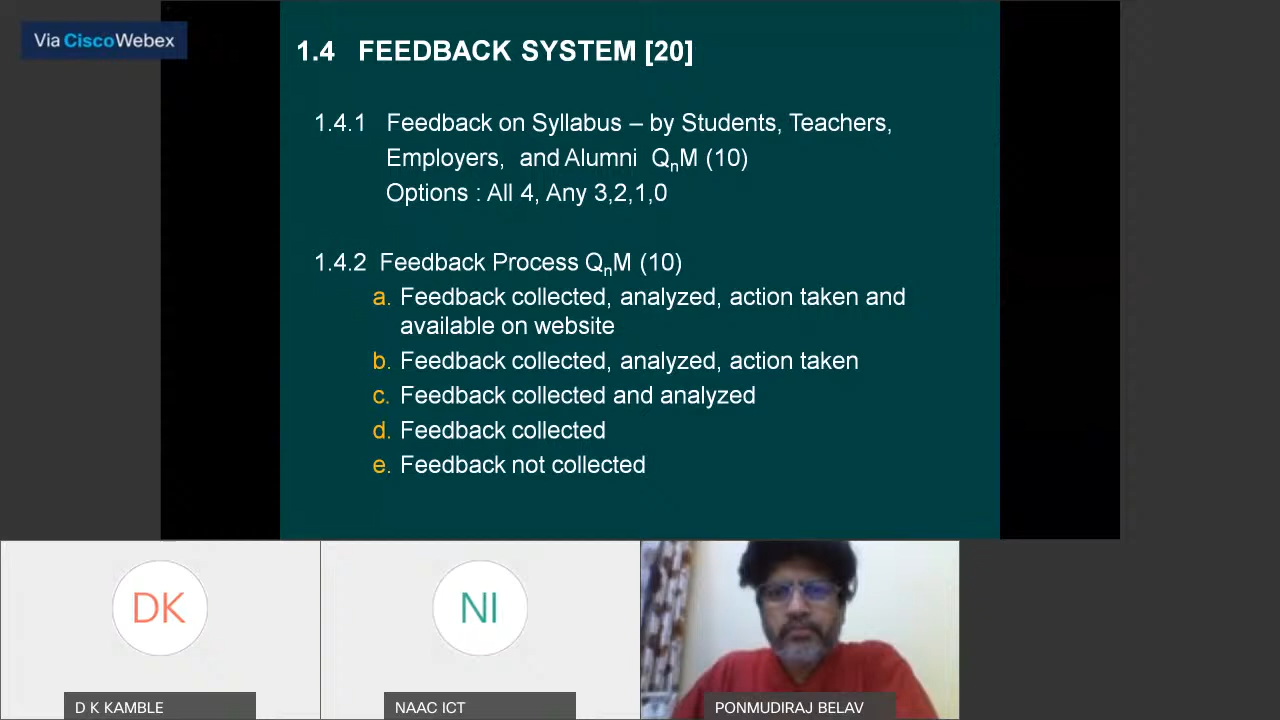 Via CiscoWebex
1.4 FEEDBACK SYSTEM [20]
1.4.1 Feedback on Syllabus – by Students, Teachers,
Employers, and Alumni QnM (10)
Options : All 4, Any 3,2,1,0
1.4.2 Feedback Process QnM (10)
a. Feedback collected, analyzed, action taken and
available on website
b. Feedback collected, analyzed, action taken
c. Feedback collected and analyzed
d. Feedback collected
e. Feedback not collected
DK
NI
D K KAMBLE
NAAC ICT
PONMUDIRAJ BELAV